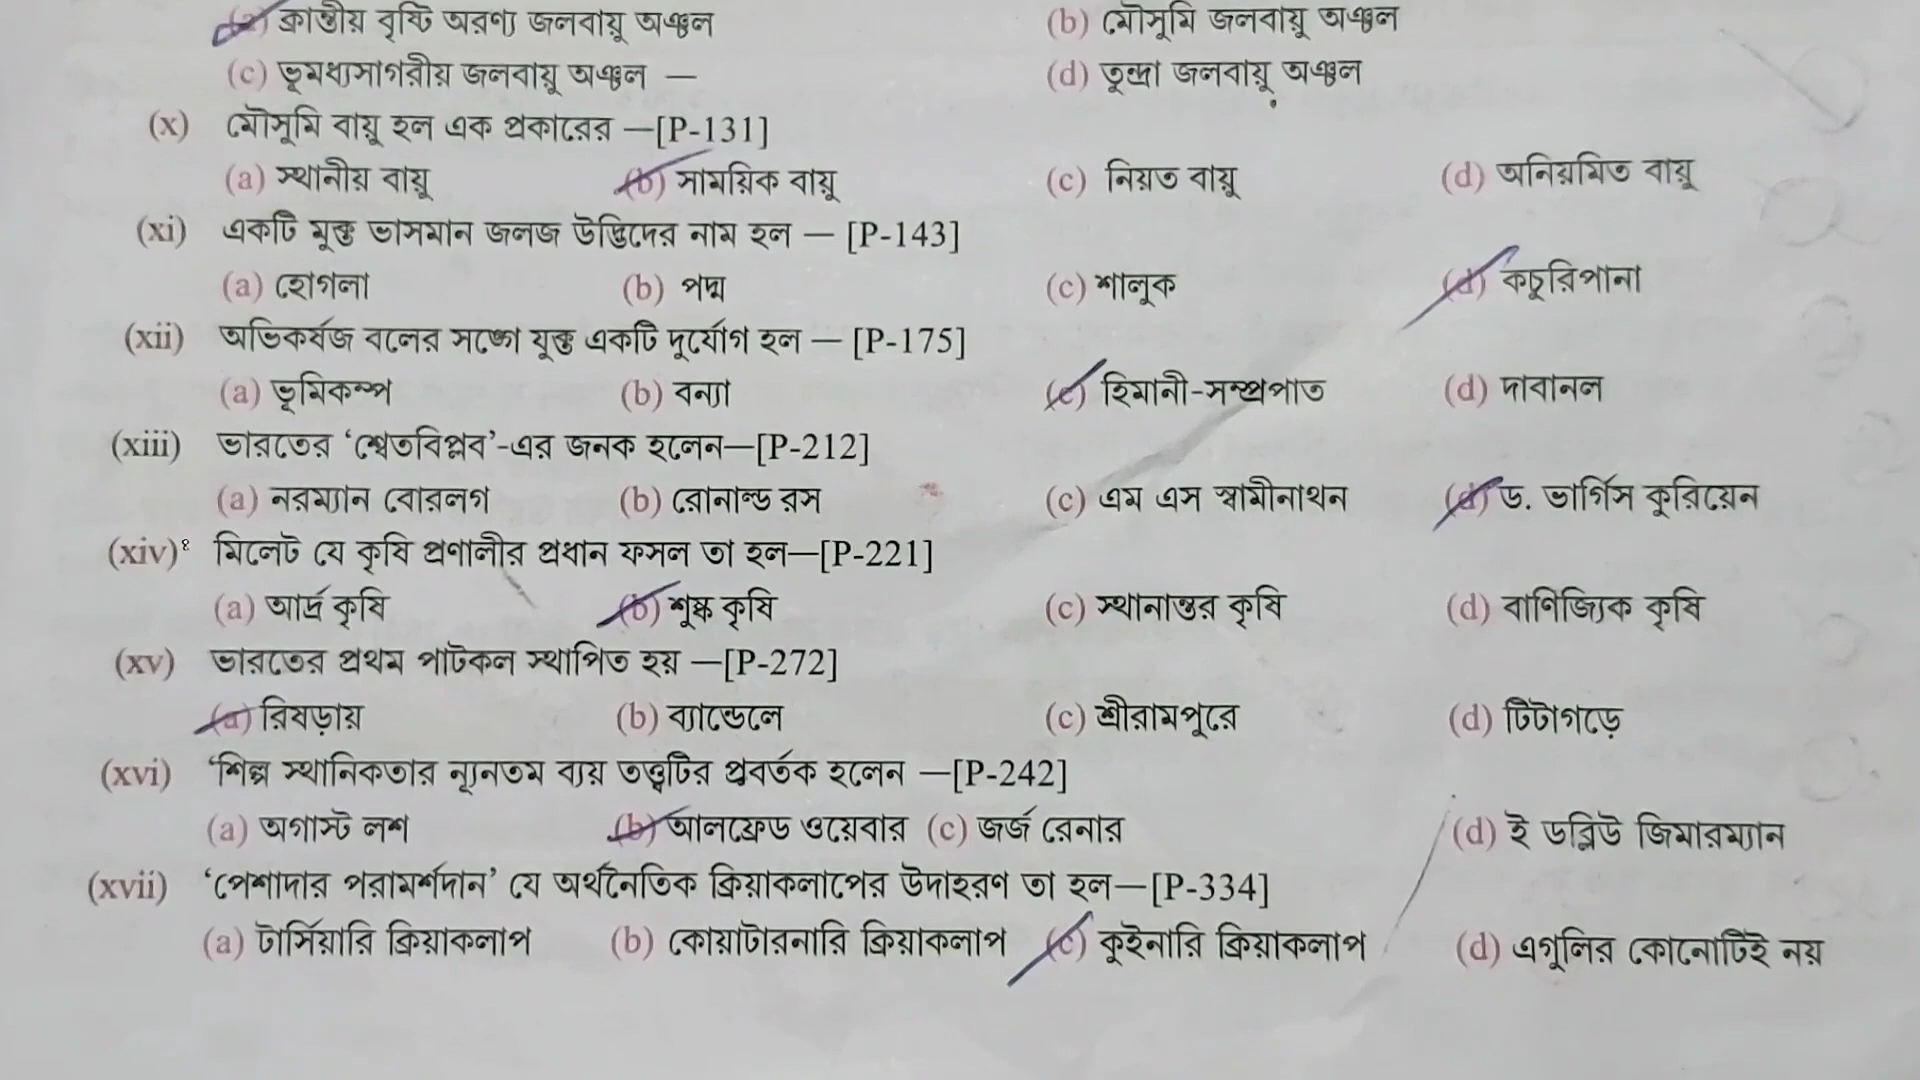 (a) ক্রান্তীয় বৃষ্টি অরণ্য জলবায়ু অঞ্চল (b) মৌসুমি জলবায়ু অঞ্চল
(c) ভূমধ্যসাগরীয় জলবায়ু অঞ্চল — (d) তুন্দ্রা জলবায়ু অঞ্চল
(x) মৌসুমি বায়ু হল এক প্রকারের —[P-131]
(a) স্থানীয় বায়ু (b) সাময়িক বায়ু (c) নিয়ত বায়ু (d) অনিয়মিত বায়ু
(xi) একটি মুক্ত ভাসমান জলজ উদ্ভিদের নাম হল — [P-143]
(a) হোগলা (b) পদ্ম (c) শালুক (d) কচুরিপানা
(xii) অভিকর্ষজ বলের সঙ্গে যুক্ত একটি দুর্যোগ হল — [P-175]
(a) ভূমিকম্প (b) বন্যা (c) হিমানী-সম্প্রপাত (d) দাবানল
(xiii) ভারতের ‘শ্বেতবিপ্লব’-এর জনক হলেন—[P-212]
(a) নরম্যান বোরলগ (b) রোনাল্ড রস (c) এম এস স্বামীনাথন (d) ড. ভার্গিস কুরিয়েন
(xiv)⁸ মিলেট যে কৃষি প্রণালীর প্রধান ফসল তা হল—[P-221]
(a) আর্দ্র কৃষি (b) শুষ্ক কৃষি (c) স্থানান্তর কৃষি (d) বাণিজ্যিক কৃষি
(xv) ভারতের প্রথম পাটকল স্থাপিত হয় —[P-272]
(a) রিষড়ায় (b) ব্যান্ডেলে (c) শ্রীরামপুরে (d) টিটাগড়ে
(xvi) ‘শিল্প স্থানিকতার ন্যূনতম ব্যয় তত্ত্বটির প্রবর্তক হলেন —[P-242]
(a) অগাস্ট লশ (b) আলফ্রেড ওয়েবার (c) জর্জ রেনার (d) ই ডব্লিউ জিমারম্যান
(xvii) ‘পেশাদার পরামর্শদান’ যে অর্থনৈতিক ক্রিয়াকলাপের উদাহরণ তা হল—[P-334]
(a) টার্সিয়ারি ক্রিয়াকলাপ (b) কোয়াটারনারি ক্রিয়াকলাপ (c) কুইনারি ক্রিয়াকলাপ (d) এগুলির কোনোটিই নয়